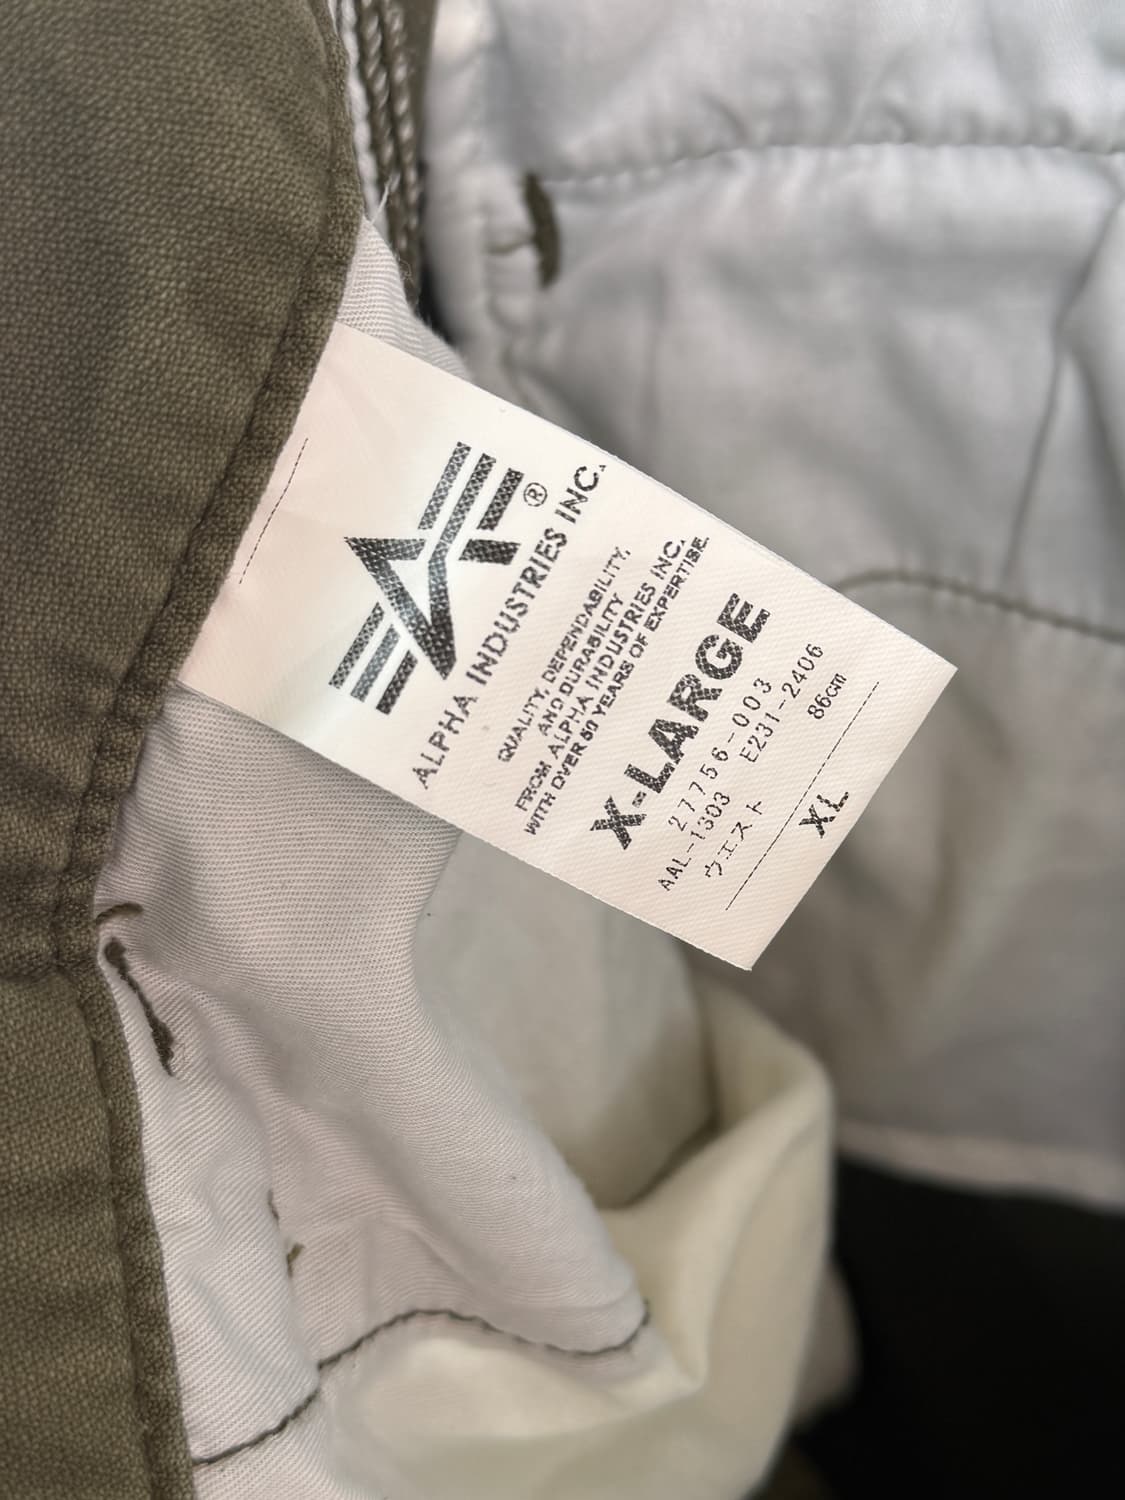 ®
ALPHA INDUSTRIES INC.
QUALITY, DEPENDABILITY,
AND DURABILITY
FROM ALPHA INDUSTRIES INC.
WITH OVER 50 YEARS OF EXPERTISE.
X-LARGE
27756-003
AAL-1303 E231-2406
ウエスト 86cm
XL